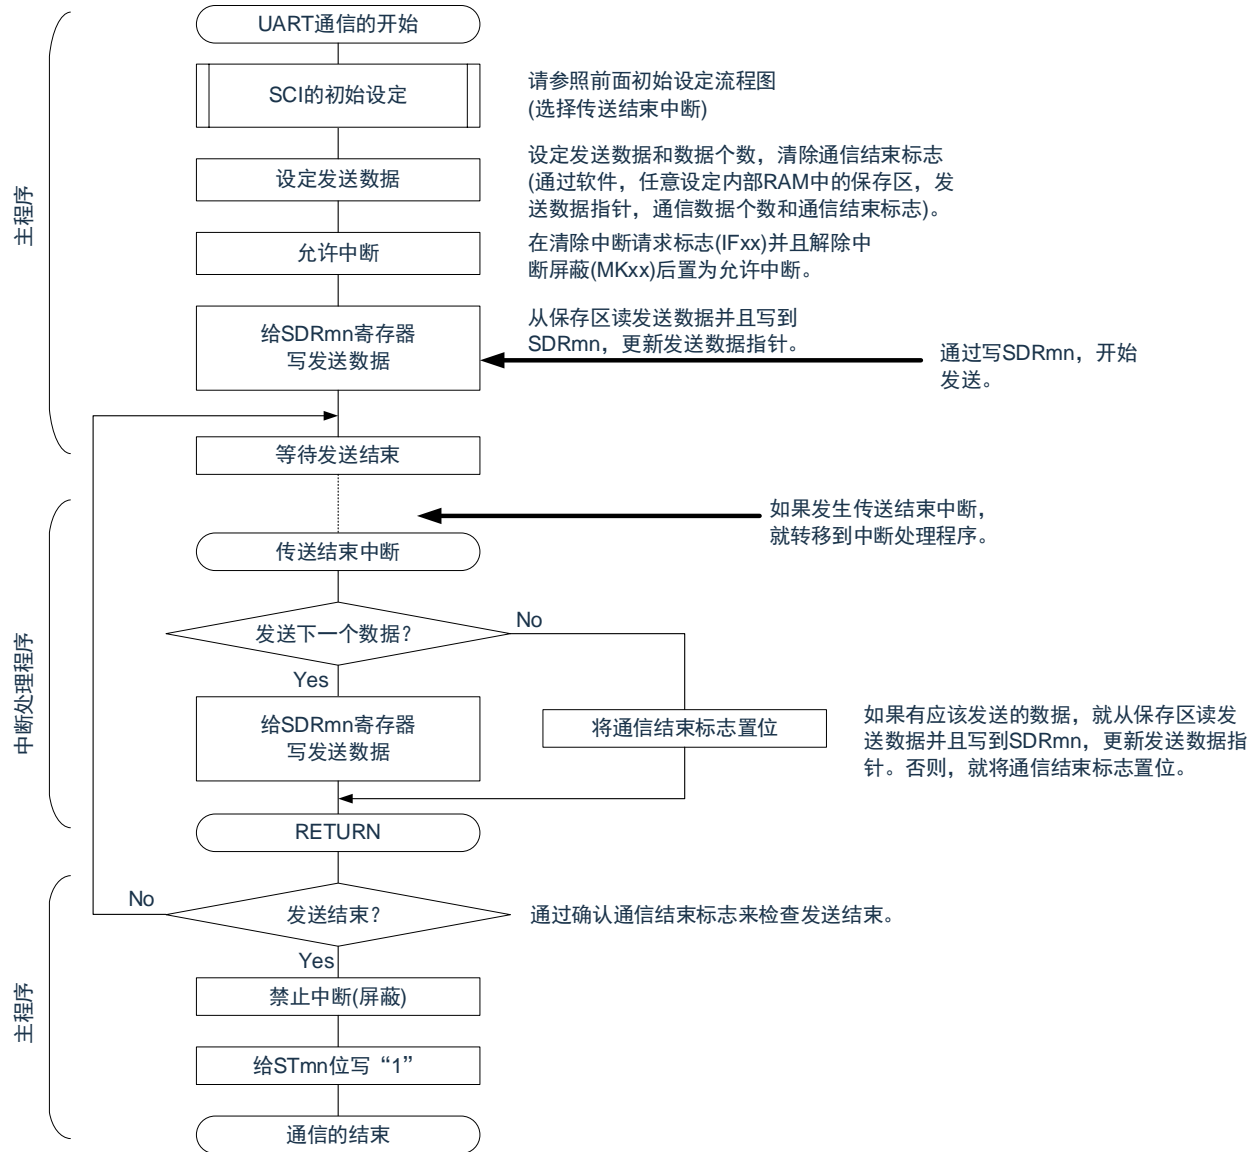 UART通信的开始
SCI的初始设定
请参照前面初始设定流程图
(选择传送结束中断)
设定发送数据
设定发送数据和数据个数，清除通信结束标志
(通过软件，任意设定内部RAM中的保存区，发
送数据指针，通信数据个数和通信结束标志)。
主程序
允许中断
在清除中断请求标志(IFxx)并且解除中
断屏蔽(MKxx)后置为允许中断。
给SDRmn寄存器
写发送数据
从保存区读发送数据并且写到
SDRmn，更新发送数据指针。
通过写SDRmn，开始
发送。
等待发送结束
如果发生传送结束中断，
就转移到中断处理程序。
传送结束中断
发送下一个数据？
No
Yes
中断处理程序
给SDRmn寄存器
写发送数据
将通信结束标志置位
如果有应该发送的数据，就从保存区读发
送数据并且写到SDRmn，更新发送数据指
针。否则，就将通信结束标志置位。
RETURN
No
发送结束？
通过确认通信结束标志来检查发送结束。
Yes
禁止中断(屏蔽)
主程序
给STmn位写“1”
通信的结束